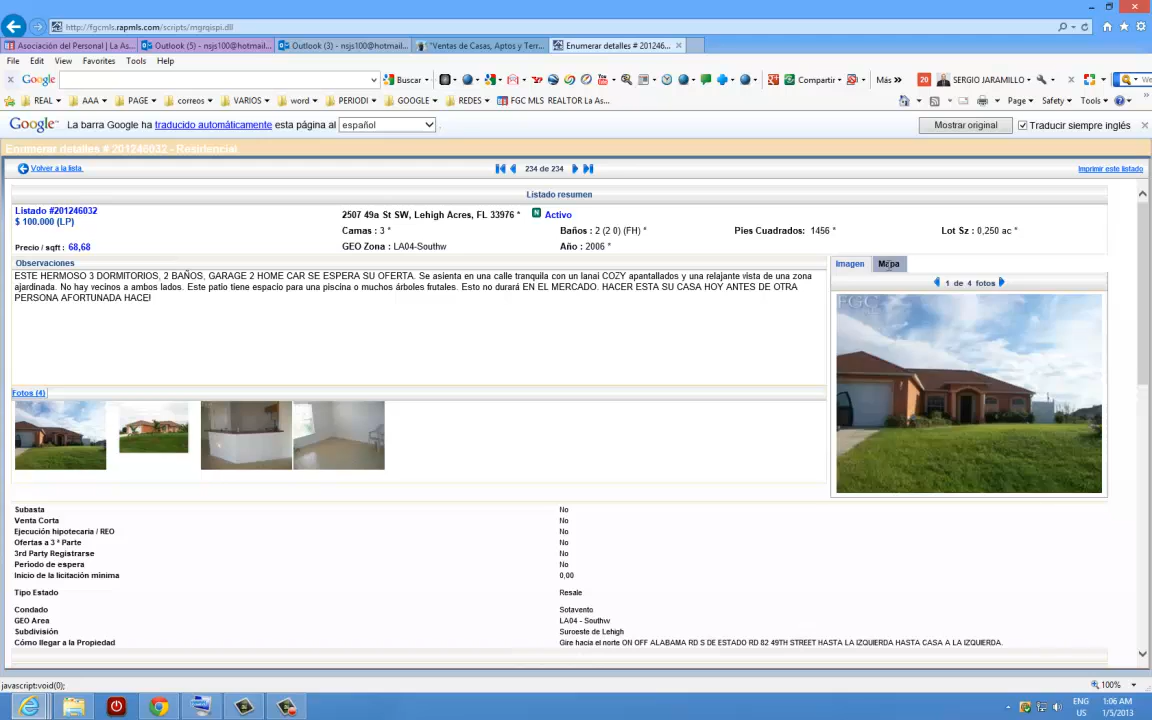 http://fgcmls.rapmls.com/scripts/mgrqispi.dll
Asociación del Personal | La As...
Outlook (5) - nsjs100@hotmail...
Outlook (3) - nsjs100@hotmail...
"Ventas de Casas, Aptos y Terr...
Enumerar detalles # 201246...
File Edit View Favorites Tools Help
Google Buscar Compartir Más » 20 SERGIO JARAMILLO
REAL AAA PAGE correos VARIOS word PERIODI GOOGLE REDES FGC MLS REALTOR La As...
Page Safety Tools
Google La barra Google ha traducido automáticamente esta página al español Mostrar original Traducir siempre inglés
Enumerar detalles # 201246032 - Residencial
Volver a la lista 234 de 234 Imprimir este listado
Listado resumen
Listado #201246032
$ 100.000 (LP)
2507 49a St SW, Lehigh Acres, FL 33976 * N Activo
Camas : 3 * Baños : 2 (2 0) (FH) * Pies Cuadrados: 1456 * Lot Sz : 0,250 ac *
Precio / sqft : 68,68 GEO Zona : LA04-Southw Año : 2006 *
Observaciones
ESTE HERMOSO 3 DORMITORIOS, 2 BAÑOS, GARAGE 2 HOME CAR SE ESPERA SU OFERTA. Se asienta en una calle tranquila con un lanai COZY apantallados y una relajante vista de una zona
ajardinada. No hay vecinos a ambos lados. Este patio tiene espacio para una piscina o muchos árboles frutales. Esto no durará EN EL MERCADO. HACER ESTA SU CASA HOY ANTES DE OTRA
PERSONA AFORTUNADA HACE!
Imagen Mapa
1 de 4 fotos
FGC
Fotos (4)
Subasta No
Venta Corta No
Ejecución hipotecaria / REO No
Ofertas a 3 ª Parte No
3rd Party Registrarse No
Período de espera No
Inicio de la licitación mínima 0,00
Tipo Estado Resale
Condado Sotavento
GEO Area LA04 - Southw
Subdivisión Suroeste de Lehigh
Cómo llegar a la Propiedad Gire hacia el norte ON OFF ALABAMA RD S DE ESTADO RD 82 49TH STREET HASTA LA IZQUIERDA HASTA CASA A LA IZQUIERDA.
javascript:void(0);
100%
ENG 1:06 AM
US 1/5/2013